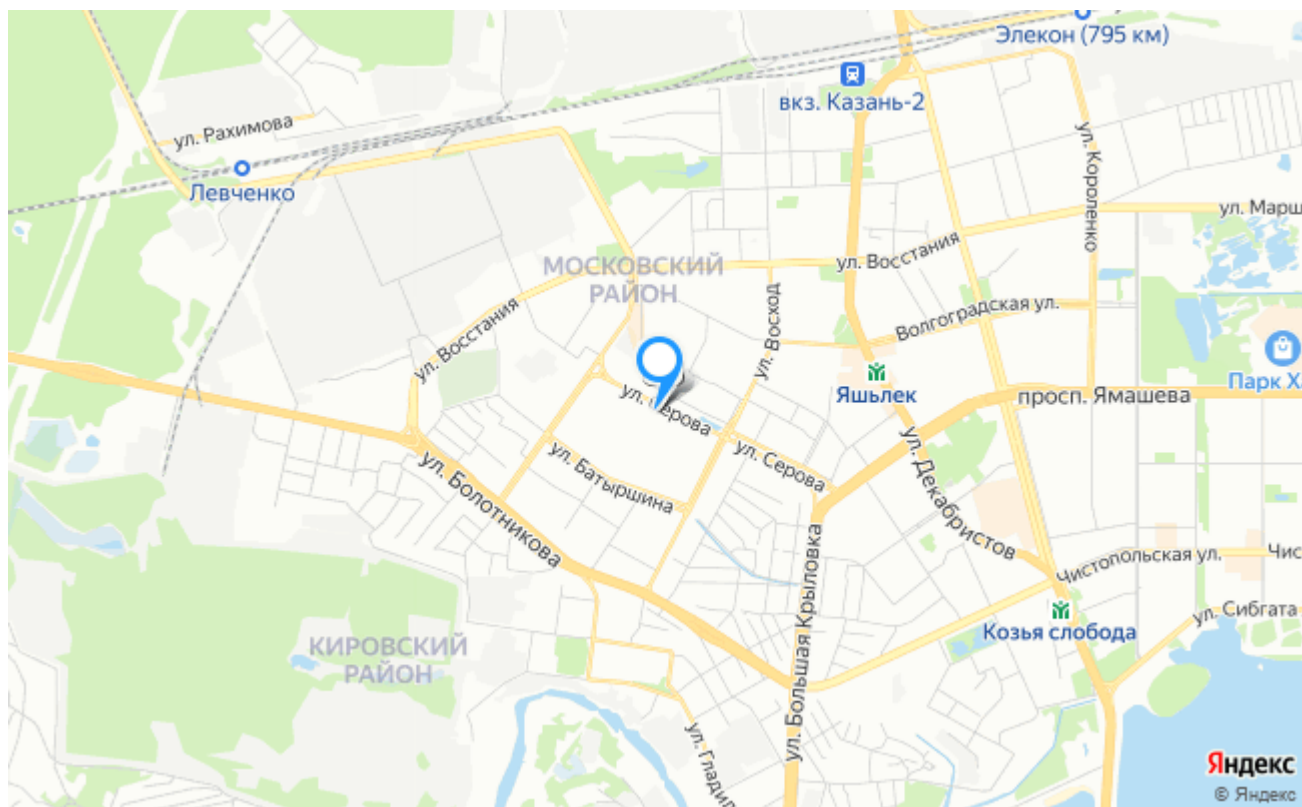 Элекон (795 км)
вкз. Казань-2
ул. Рахимова
ул. Короленко
Левченко
ул. Марш
МОСКОВСКИЙ
РАЙОН
ул. Восстания
ул. Восход
Волгоградская ул.
ул. Восстания
Парк Х
Яшьлек
просп. Ямашева
ул. Серова
ул. Серова
ул. Декабристов
ул. Батыршина
ул. Болотникова
ул. Большая Крыловка
Чистопольская ул.
Чис
ул. Сибгата
Козья слобода
КИРОВСКИЙ
РАЙОН
ул. Гладил
Яндекс
© Яндекс